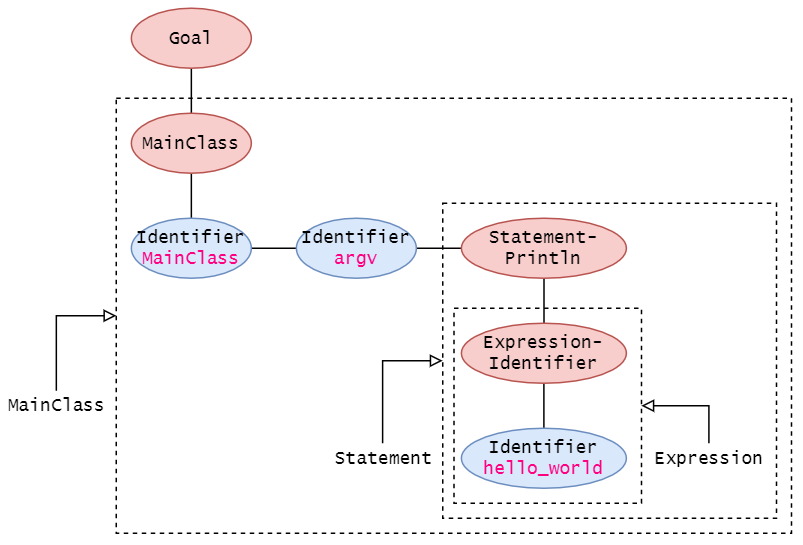 Goal
MainClass
Identifier
MainClass
Identifier
argv
Statement-
Println
Expression-
Identifier
MainClass
Statement
Identifier
hello_world
Expression